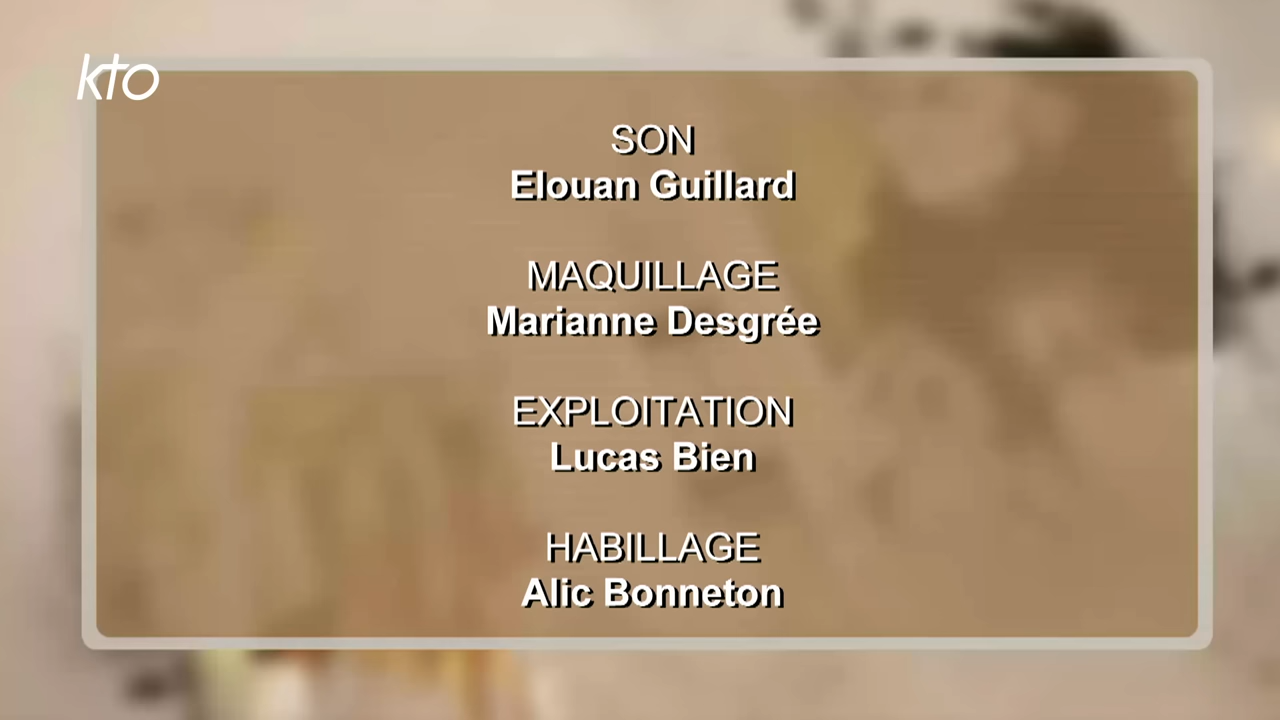 kto
SON
Elouan Guillard
MAQUILLAGE
Marianne Desgrée
EXPLOITATION
Lucas Bien
HABILLAGE
Alic Bonneton